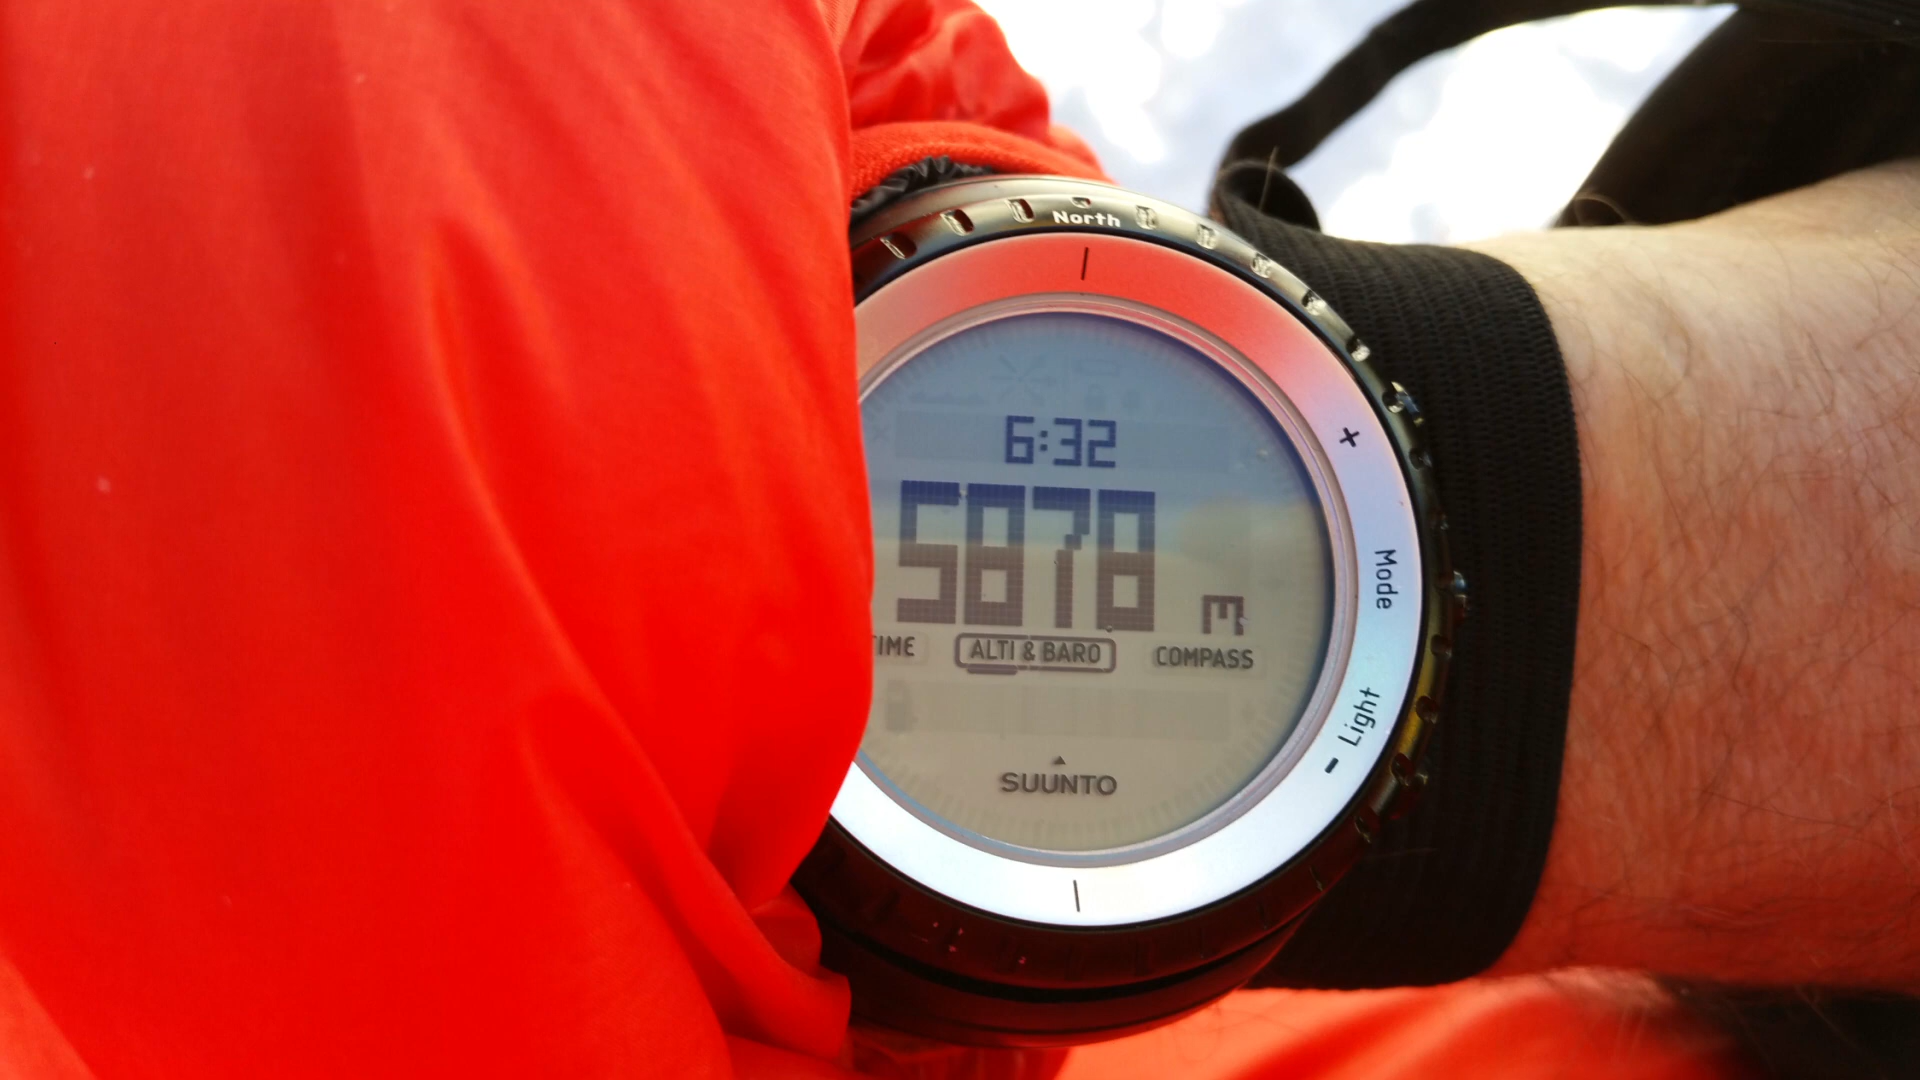 North
6:32
5878 m
TIME ALTI & BARO COMPASS
SUUNTO
+
Mode
- Light